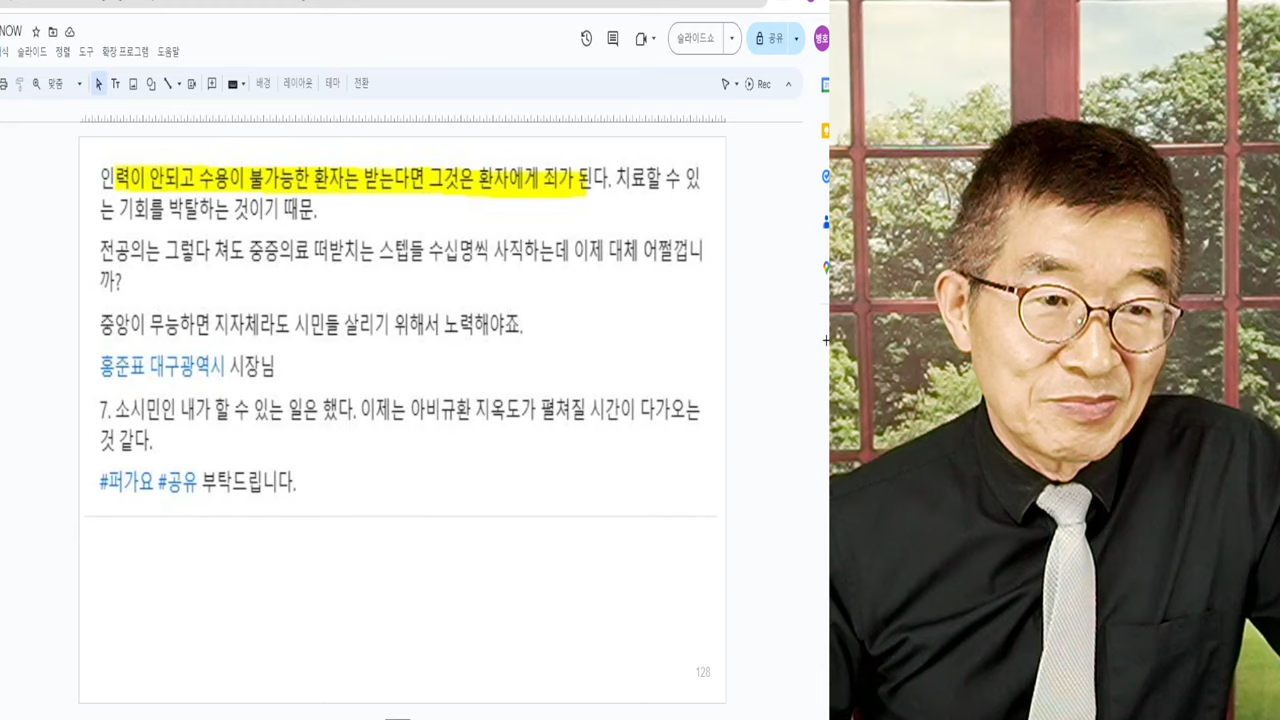 NOW
슬라이드 정렬 도구 확장 프로그램 도움말
슬라이드쇼
공유
병호
맞춤
Tт
배경 레이아웃 테마 전환
Rec
인력이 안되고 수용이 불가능한 환자는 받는다면 그것은 환자에게 죄가 된다. 치료할 수 있
는 기회를 박탈하는 것이기 때문.
전공의는 그렇다 쳐도 중증의료 떠받치는 스텝들 수십명씩 사직하는데 이제 대체 어쩔껍니
까?
중앙이 무능하면 지자체라도 시민들 살리기 위해서 노력해야죠.
홍준표 대구광역시 시장님
7. 소시민인 내가 할 수 있는 일은 했다. 이제는 아비규환 지옥도가 펼쳐질 시간이 다가오는
것 같다.
#퍼가요 #공유 부탁드립니다.
128